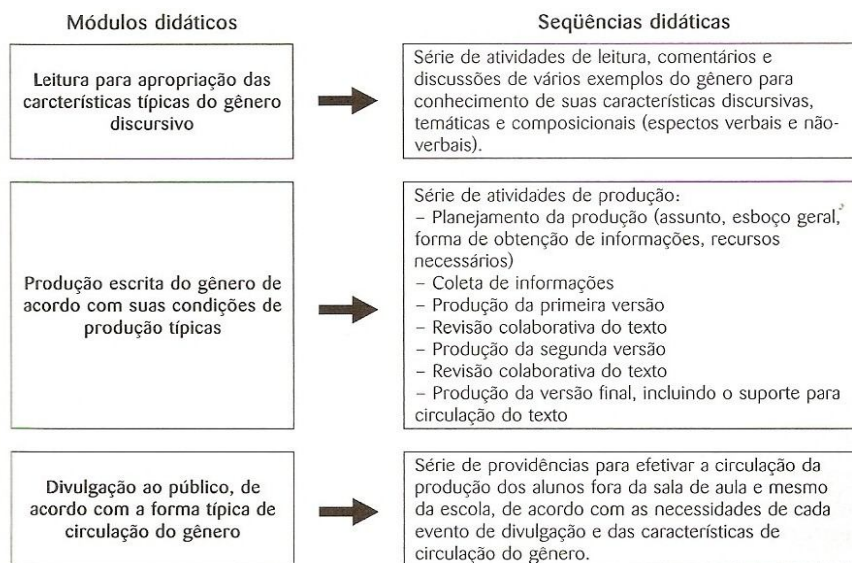 Módulos didáticos
Seqüências didáticas
Leitura para apropriação das
carcterísticas típicas do gênero
discursivo
Série de atividades de leitura, comentários e
discussões de vários exemplos do gênero para
conhecimento de suas características discursivas,
temáticas e composicionais (espectos verbais e não-
verbais).
Produção escrita do gênero de
acordo com suas condições de
produção típicas
Série de atividades de produção:
– Planejamento da produção (assunto, esboço geral,
forma de obtenção de informações, recursos
necessários)
– Coleta de informações
– Produção da primeira versão
– Revisão colaborativa do texto
– Produção da segunda versão
– Revisão colaborativa do texto
– Produção da versão final, incluindo o suporte para
circulação do texto
Divulgação ao público, de
acordo com a forma típica de
circulação do gênero
Série de providências para efetivar a circulação da
produção dos alunos fora da sala de aula e mesmo
da escola, de acordo com as necessidades de cada
evento de divulgação e das características de
circulação do gênero.